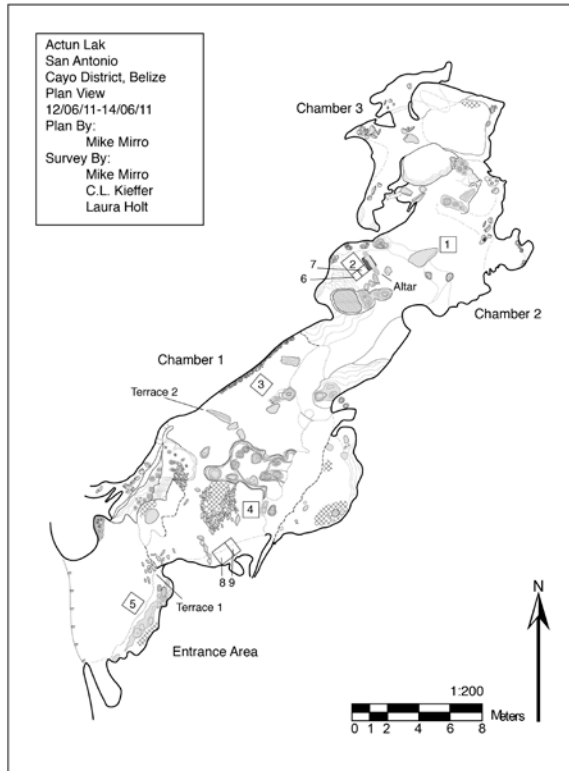 Actun Lak
San Antonio
Cayo District, Belize
Plan View
12/06/11-14/06/11
Plan By:
Mike Mirro
Survey By:
Mike Mirro
C.L. Kieffer
Laura Holt
Chamber 3
1
2
7
6
Altar
Chamber 2
Chamber 1
3
Terrace 2
4
8 9
5
Terrace 1
Entrance Area
N
1:200
Meters
0 1 2 4 6 8